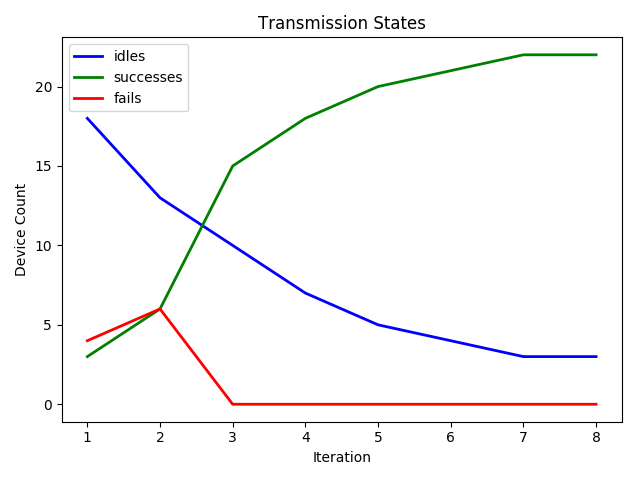 Transmission States
idles
successes
fails
20
15
10
5
0
Device Count
1 2 3 4 5 6 7 8
Iteration